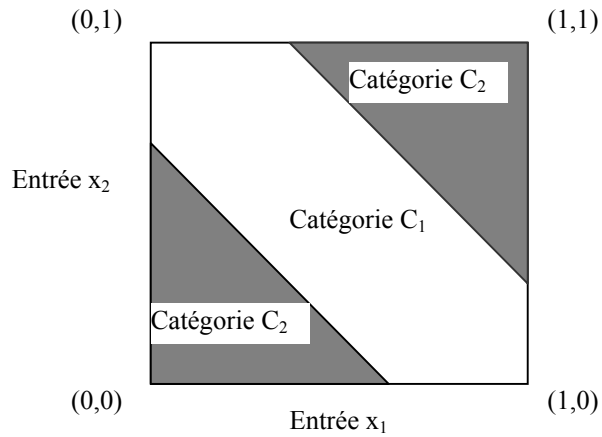 (0,1)
(1,1)
Catégorie C₂
Entrée x₂
Catégorie C₁
Catégorie C₂
(0,0)
(1,0)
Entrée x₁